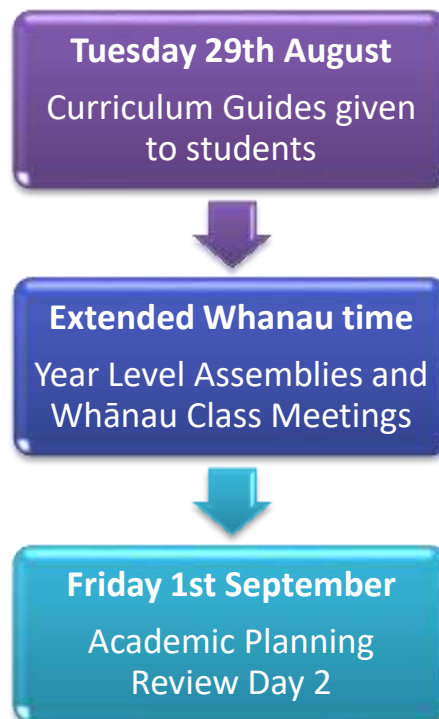 Tuesday 29th August
Curriculum Guides given
to students
Extended Whanau time
Year Level Assemblies and
Whānau Class Meetings
Friday 1st September
Academic Planning
Review Day 2